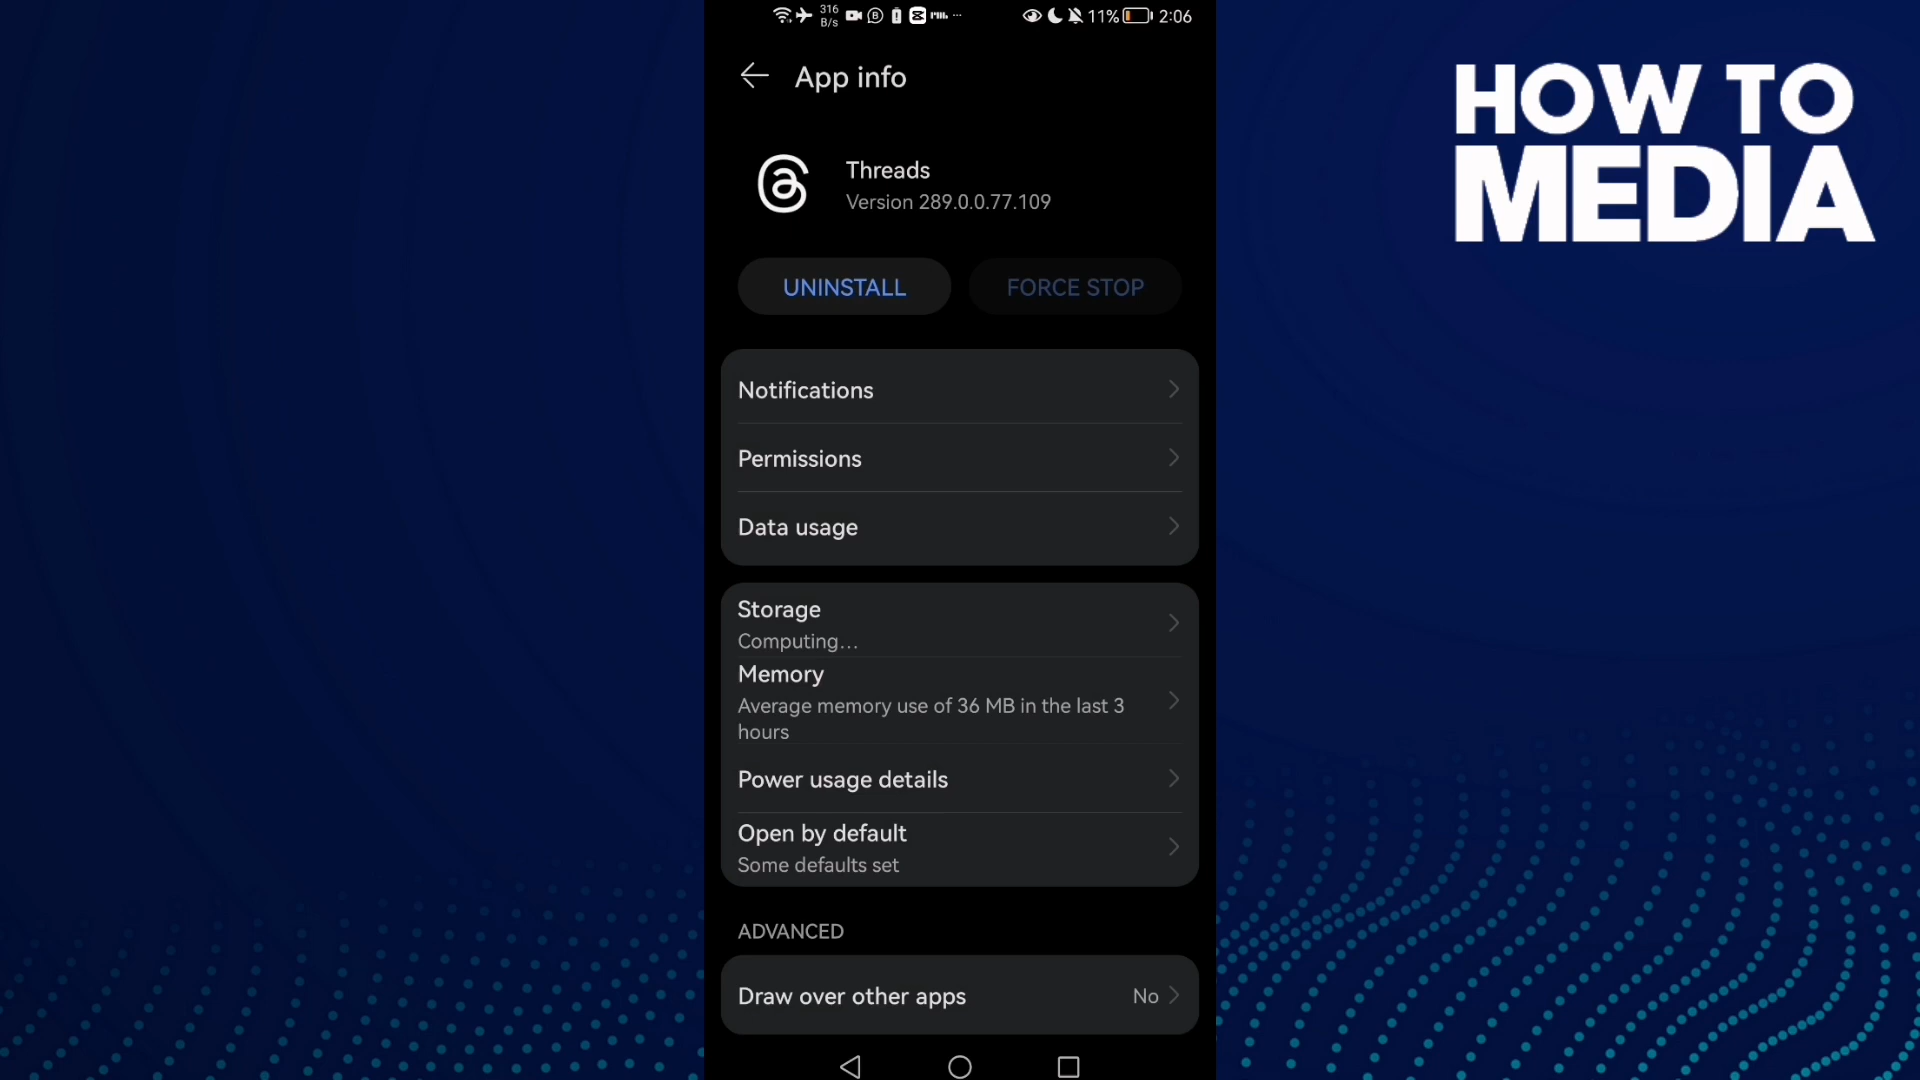 316
B/s
11%
2:06
App info
HOW TO
MEDIA
Threads
Version 289.0.0.77.109
UNINSTALL
FORCE STOP
Notifications
Permissions
Data usage
Storage
Computing...
Memory
Average memory use of 36 MB in the last 3
hours
Power usage details
Open by default
Some defaults set
ADVANCED
Draw over other apps
No